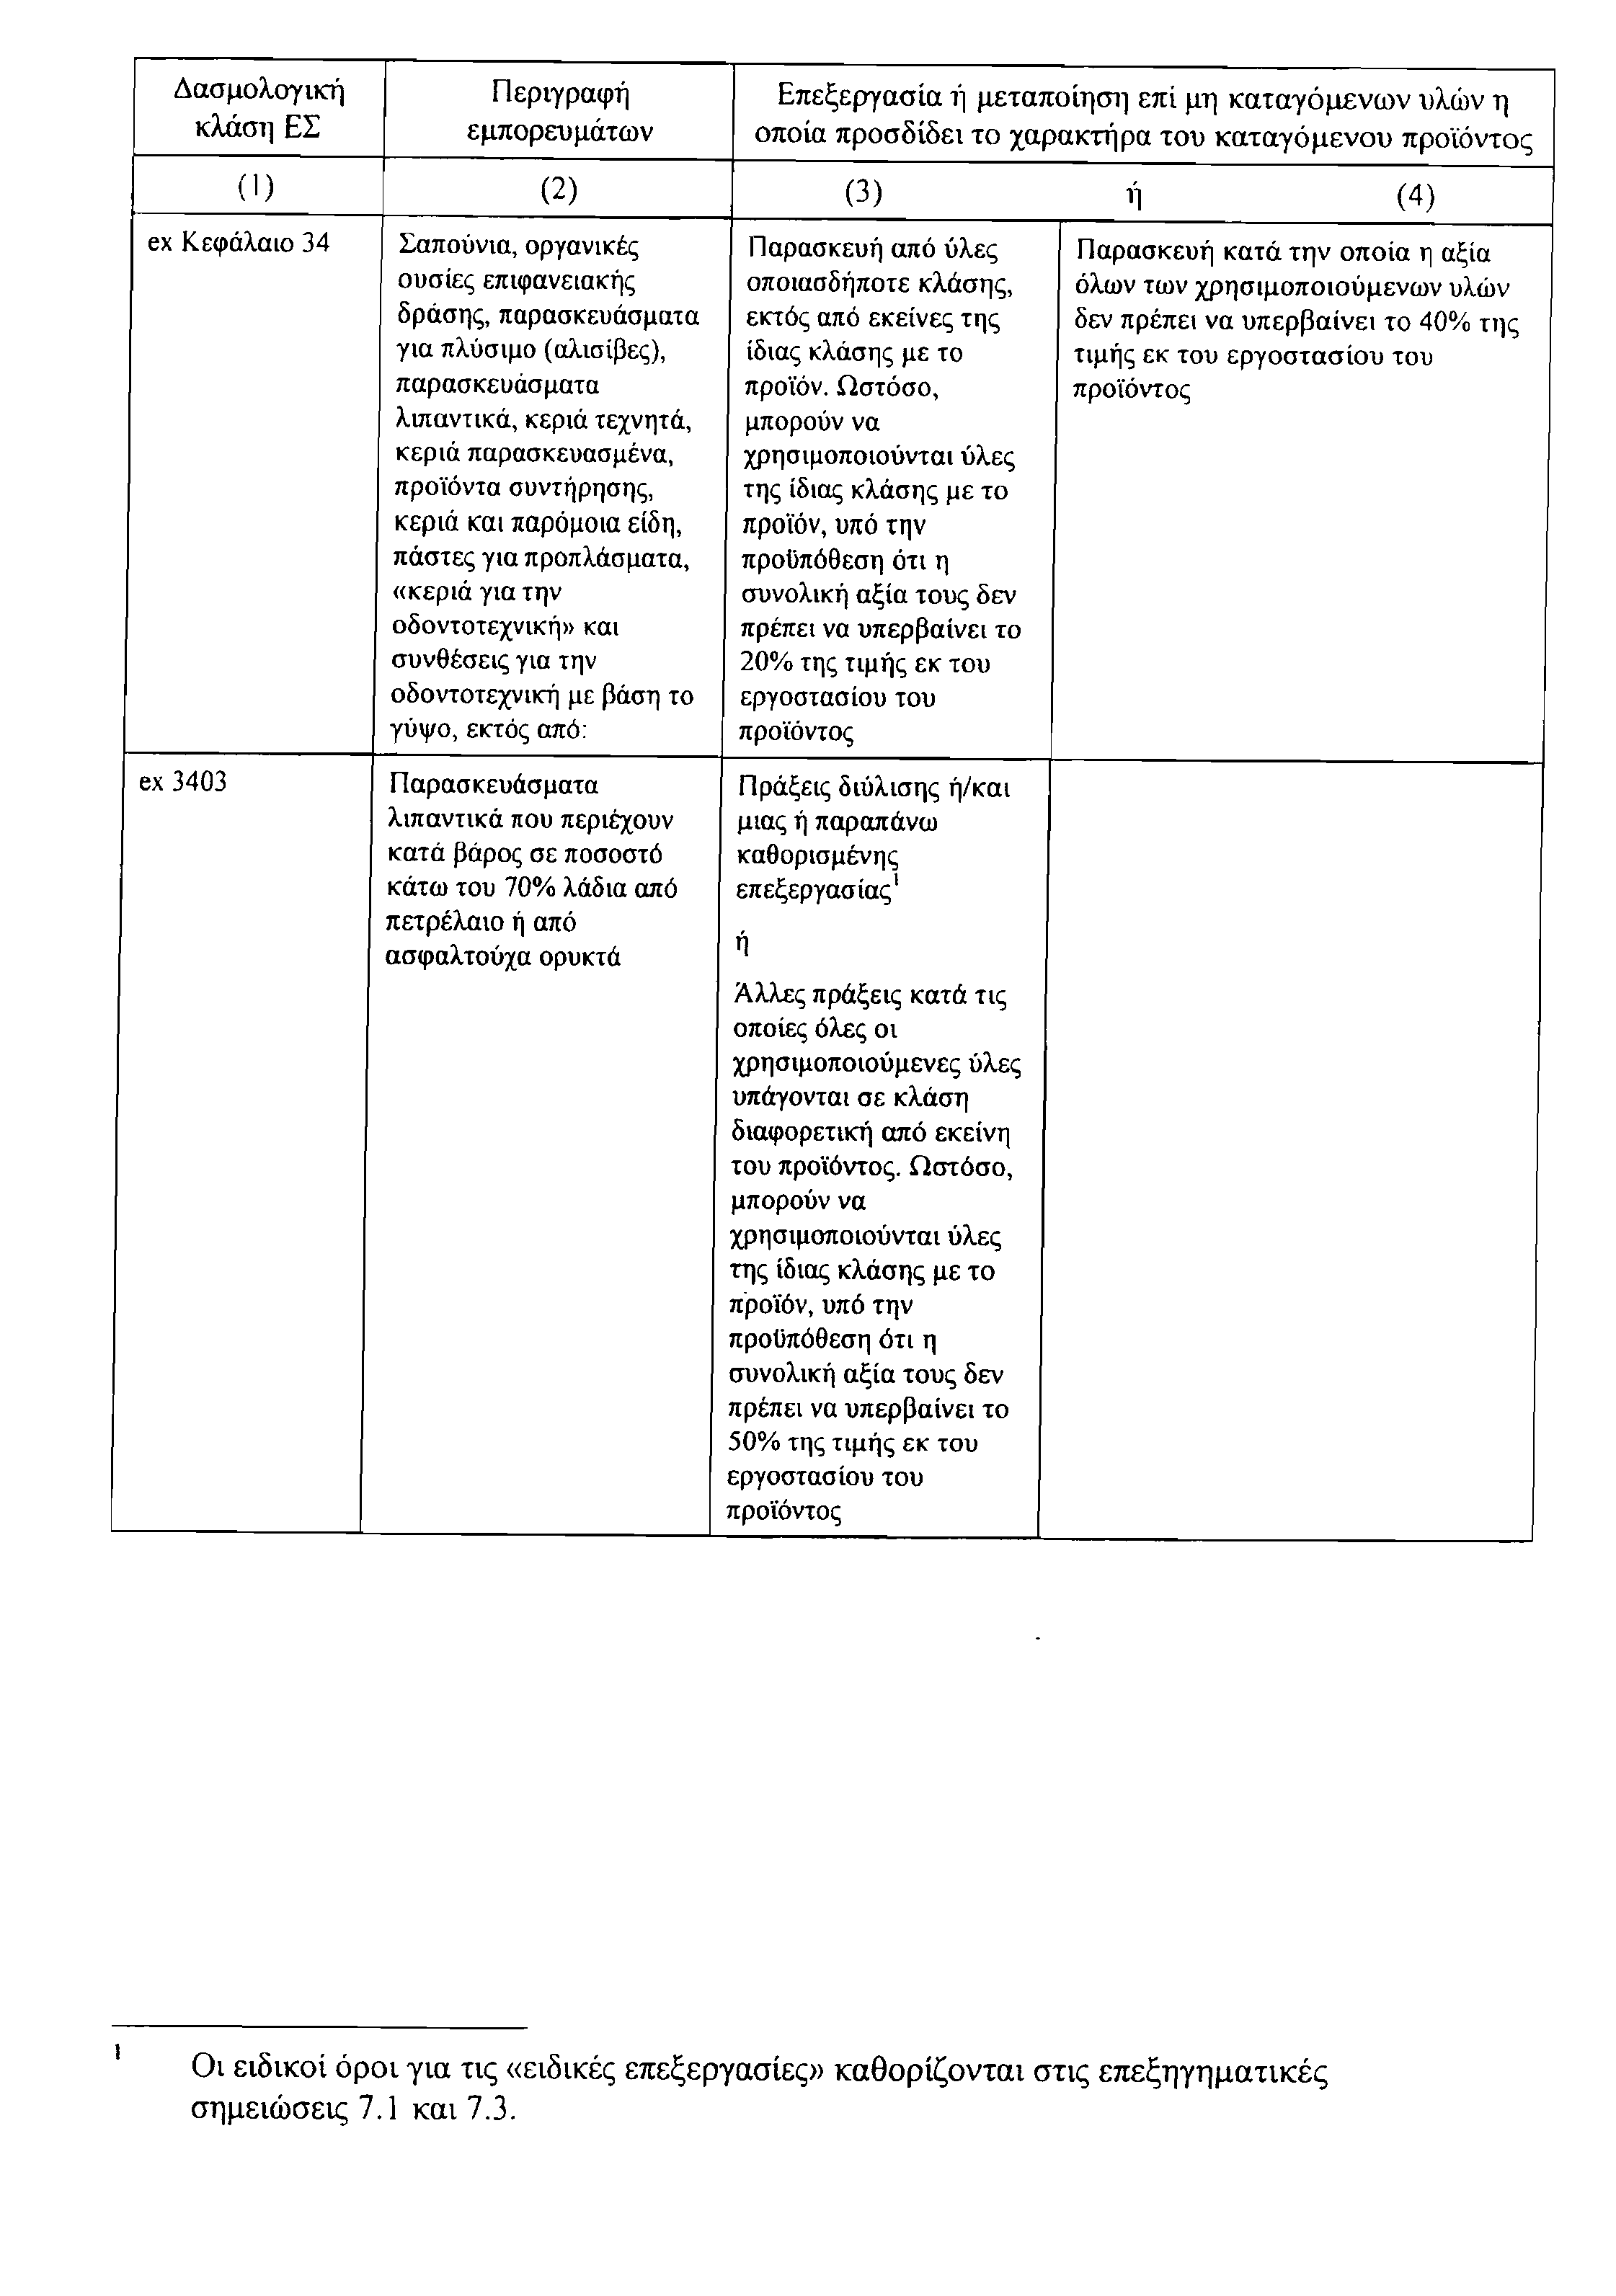 Δασμολογική
κλάση ΕΣ
Περιγραφή
εμπορευμάτων
Επεξεργασία ή μεταποίηση επί μη καταγόμενων υλών η
οποία προσδίδει το χαρακτήρα του καταγόμενου προϊόντος
(1)
(2)
(3) ή (4)
ex Κεφάλαιο 34
Σαπούνια, οργανικές
ουσίες επιφανειακής
δράσης, παρασκευάσματα
για πλύσιμο (αλισίβες),
παρασκευάσματα
λιπαντικά, κεριά τεχνητά,
κεριά παρασκευασμένα,
προϊόντα συντήρησης,
κεριά και παρόμοια είδη,
πάστες για προπλάσματα,
«κεριά για την
οδοντοτεχνική» και
συνθέσεις για την
οδοντοτεχνική με βάση το
γύψο, εκτός από:
Παρασκευή από ύλες
οποιασδήποτε κλάσης,
εκτός από εκείνες της
ίδιας κλάσης με το
προϊόν. Ωστόσο,
μπορούν να
χρησιμοποιούνται ύλες
της ίδιας κλάσης με το
προϊόν, υπό την
προϋπόθεση ότι η
συνολική αξία τους δεν
πρέπει να υπερβαίνει το
20% της τιμής εκ του
εργοστασίου του
προϊόντος
Παρασκευή κατά την οποία η αξία
όλων των χρησιμοποιούμενων υλών
δεν πρέπει να υπερβαίνει το 40% της
τιμής εκ του εργοστασίου του
προϊόντος
ex 3403
Παρασκευάσματα
λιπαντικά που περιέχουν
κατά βάρος σε ποσοστό
κάτω του 70% λάδια από
πετρέλαιο ή από
ασφαλτούχα ορυκτά
Πράξεις διύλισης ή/και
μιας ή παραπάνω
καθορισμένης
επεξεργασίας¹
ή
Άλλες πράξεις κατά τις
οποίες όλες οι
χρησιμοποιούμενες ύλες
υπάγονται σε κλάση
διαφορετική από εκείνη
του προϊόντος. Ωστόσο,
μπορούν να
χρησιμοποιούνται ύλες
της ίδιας κλάσης με το
προϊόν, υπό την
προϋπόθεση ότι η
συνολική αξία τους δεν
πρέπει να υπερβαίνει το
50% της τιμής εκ του
εργοστασίου του
προϊόντος
¹ Οι ειδικοί όροι για τις «ειδικές επεξεργασίες» καθορίζονται στις επεξηγηματικές
σημειώσεις 7.1 και 7.3.